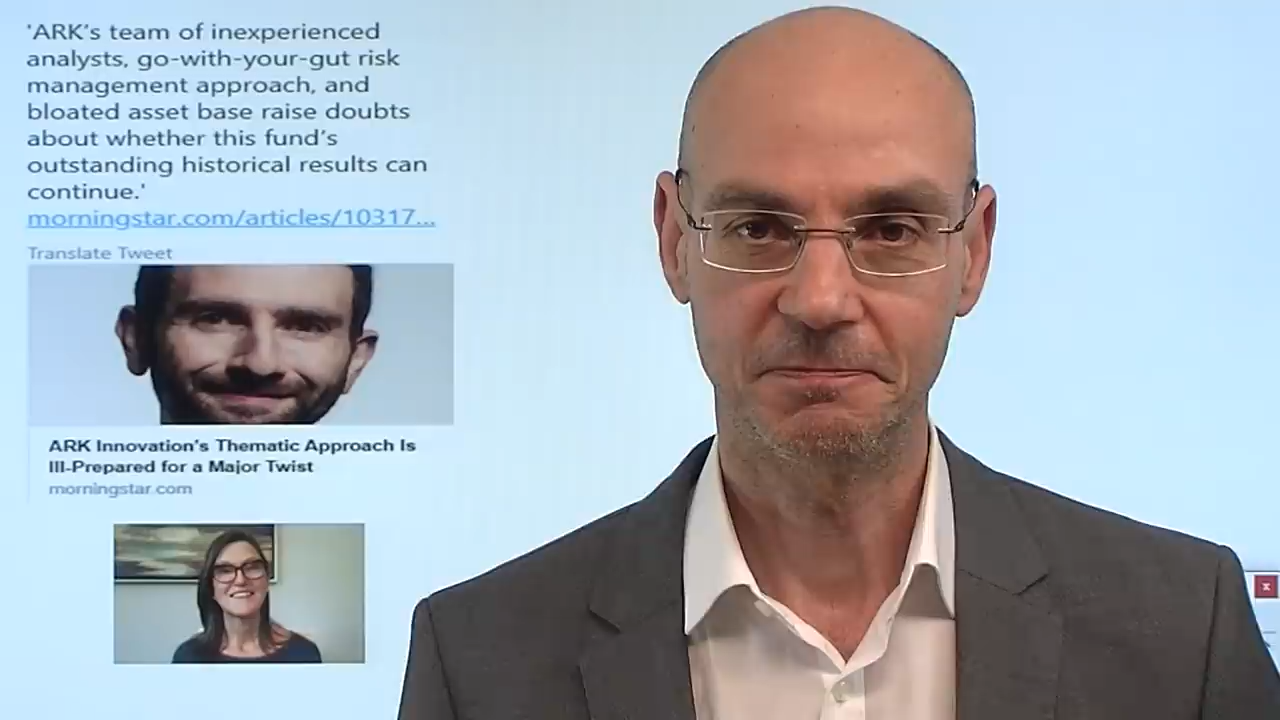 'ARK's team of inexperienced
analysts, go-with-your-gut risk
management approach, and
bloated asset base raise doubts
about whether this fund's
outstanding historical results can
continue.'
morningstar.com/articles/10317...
Translate Tweet
ARK Innovation's Thematic Approach Is
Ill-Prepared for a Major Twist
morningstar.com
x